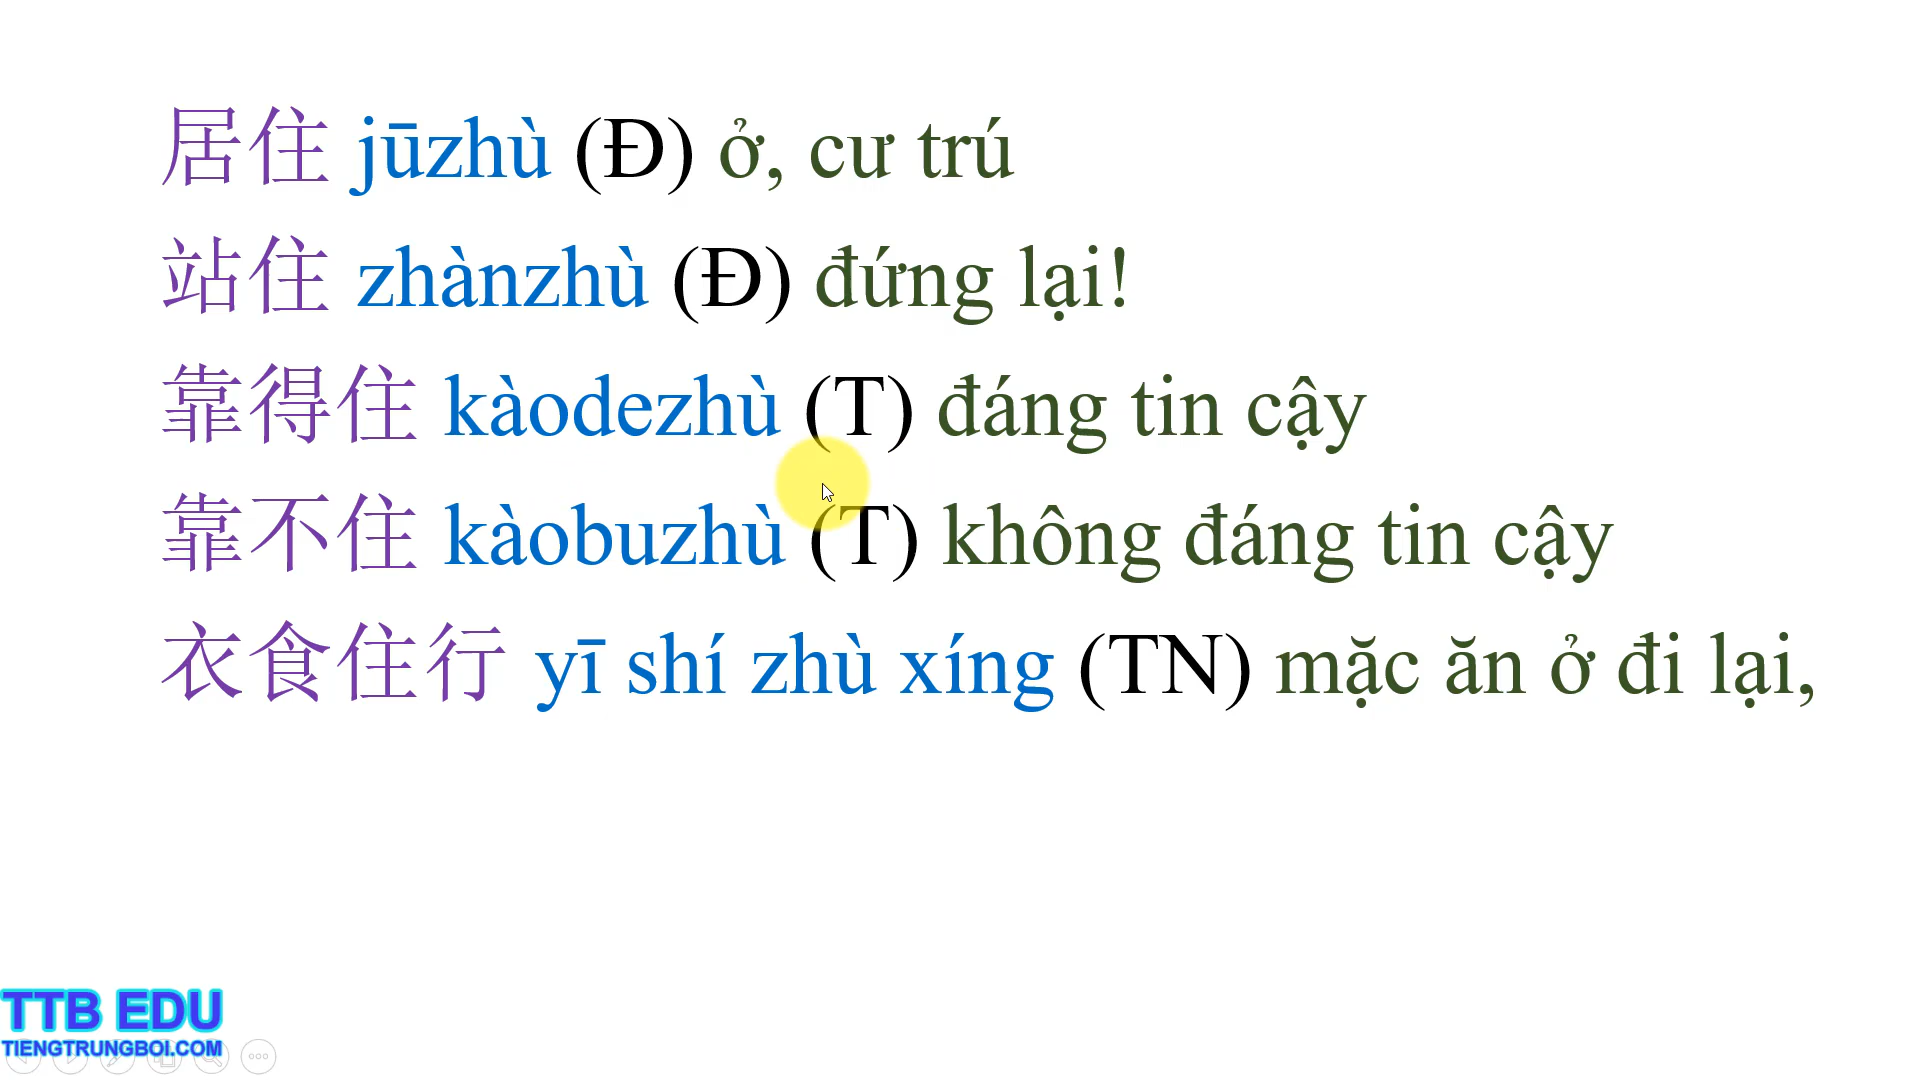 居住 jūzhù (Đ) ở, cư trú
站住 zhànzhù (Đ) đứng lại!
靠得住 kàodezhù (T) đáng tin cậy
靠不住 kàobuzhù (T) không đáng tin cậy
衣食住行 yī shí zhù xíng (TN) mặc ăn ở đi lại,
TTB EDU
TIENGTRUNGBOI.COM